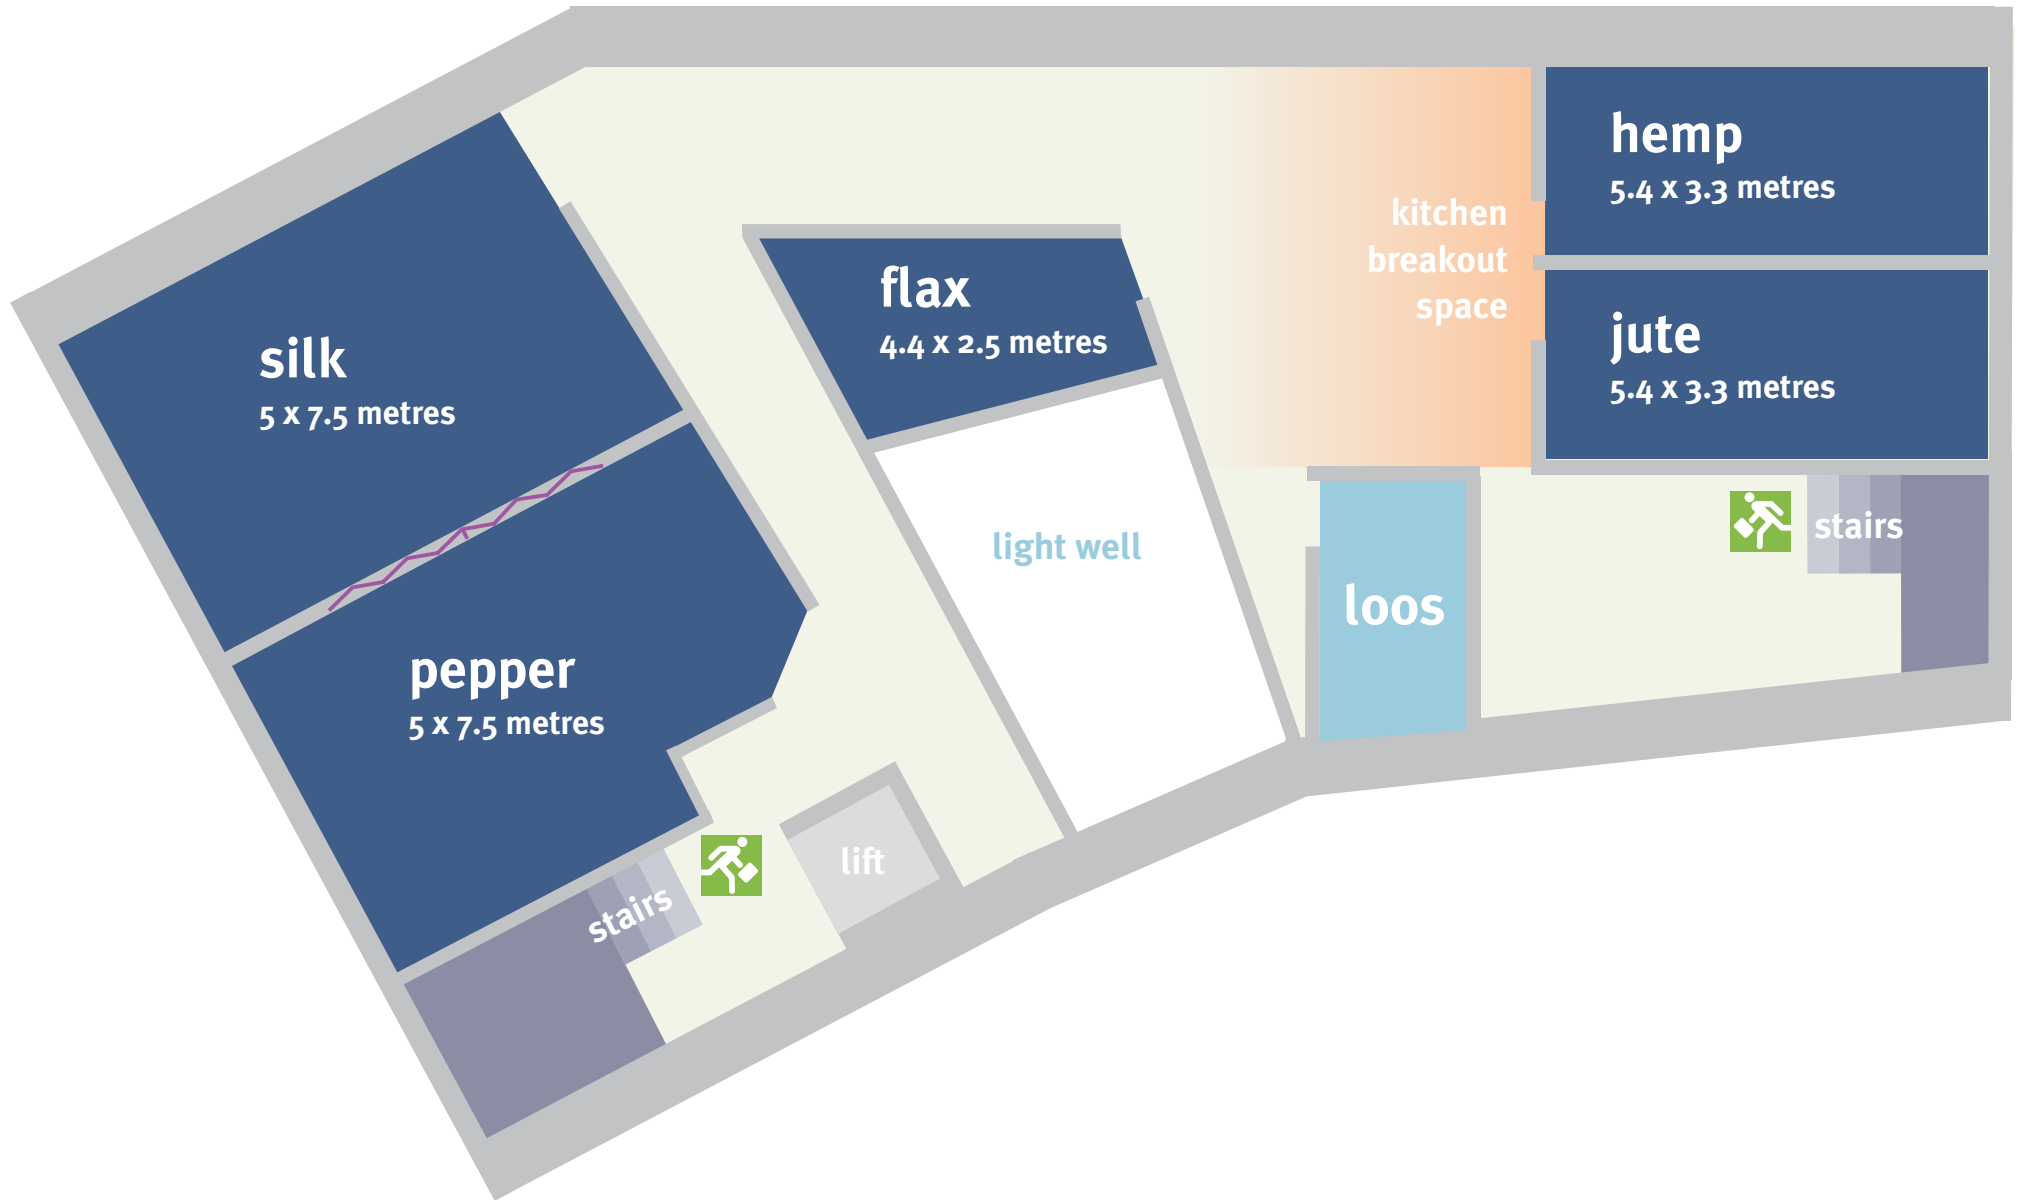 hemp
5.4 x 3.3 metres
kitchen
breakout
space
flax
4.4 x 2.5 metres
jute
5.4 x 3.3 metres
silk
5 x 7.5 metres
light well
stairs
loos
pepper
5 x 7.5 metres
lift
stairs